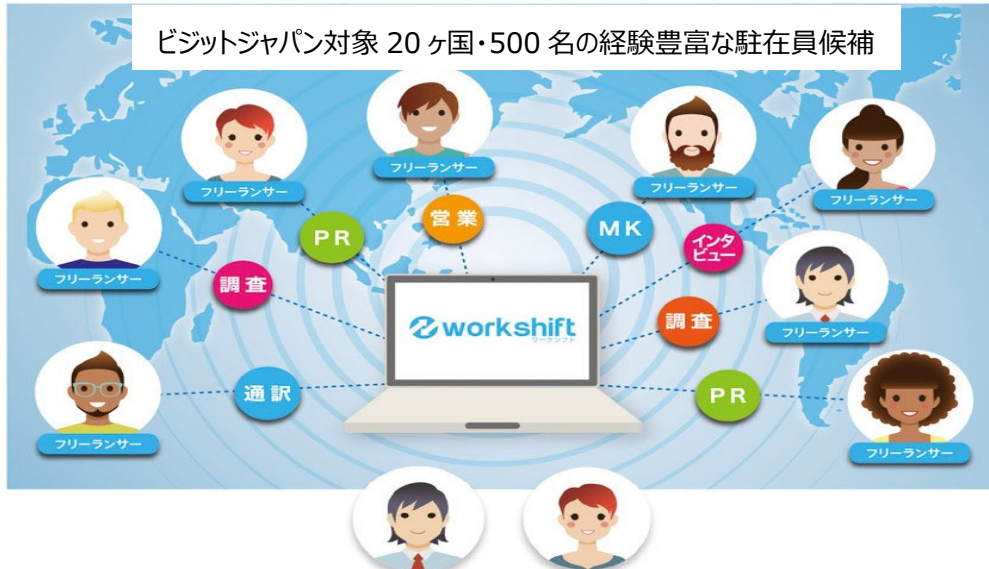 ビジットジャパン対象 20 ヶ国・500 名の経験豊富な駐在員候補
フリーランサー
フリーランサー
フリーランサー
フリーランサー
フリーランサー
PR
営業
MK
インタ
ビュー
フリーランサー
調査
workshift
ワークシフト
調査
フリーランサー
通訳
PR
フリーランサー
フリーランサー